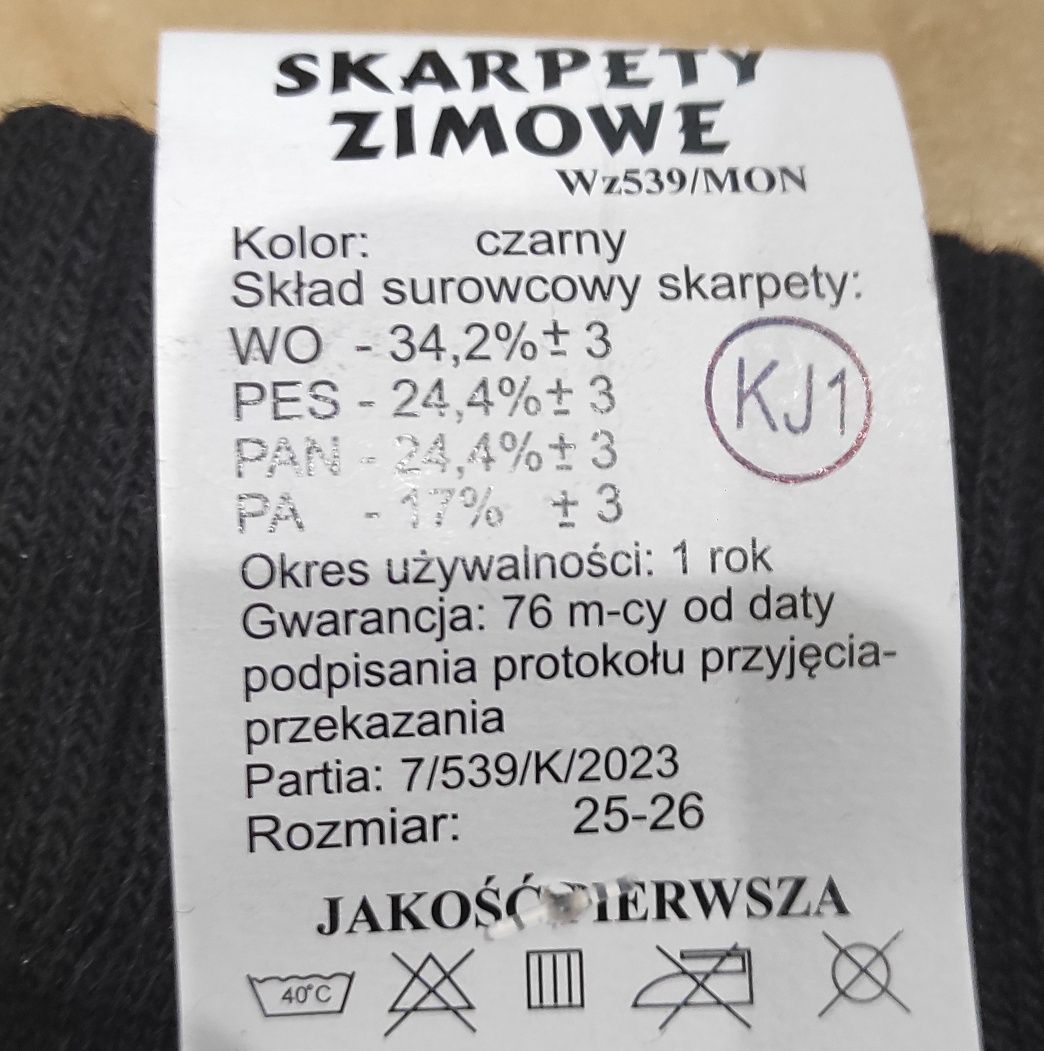 SKARPETY
ZIMOWE
Wz539/MON
Kolor: czarny
Skład surowcowy skarpety:
WO - 34,2%± 3
PES - 24,4%± 3
PAN - 24,4%± 3
PA - 17% ± 3
KJ1
Okres używalności: 1 rok
Gwarancja: 76 m-cy od daty
podpisania protokołu przyjęcia-
przekazania
Partia: 7/539/K/2023
Rozmiar: 25-26
JAKOŚĆ PIERWSZA
40°C